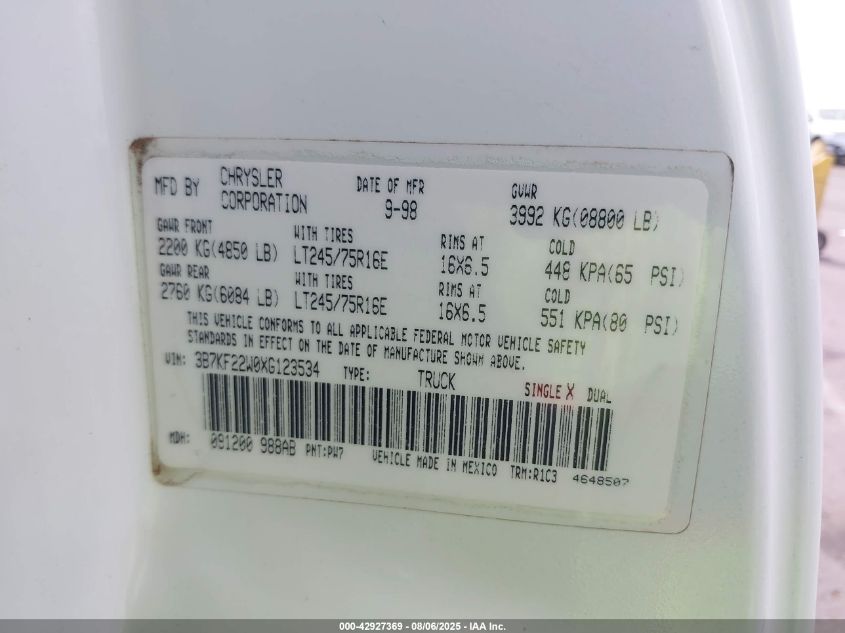 MFD BY CHRYSLER CORPORATION DATE OF MFR 9-98 GVWR 3992 KG(08800 LB)
GAWR FRONT WITH TIRES RIMS AT COLD
2200 KG(4850 LB) LT245/75R16E 16X6.5 448 KPA(65 PSI)
GAWR REAR WITH TIRES RIMS AT COLD
2760 KG(6084 LB) LT245/75R16E 16X6.5 551 KPA(80 PSI)
THIS VEHICLE CONFORMS TO ALL APPLICABLE FEDERAL MOTOR VEHICLE SAFETY
STANDARDS IN EFFECT ON THE DATE OF MANUFACTURE SHOWN ABOVE.
VIN: 3B7KF22W0XG123534 TYPE: TRUCK SINGLE X DUAL
MDH: 091200 988AB PNT:PW7 VEHICLE MADE IN MEXICO TRM:R1C3 4648507
000-42927369 - 08/06/2025 - IAA Inc.